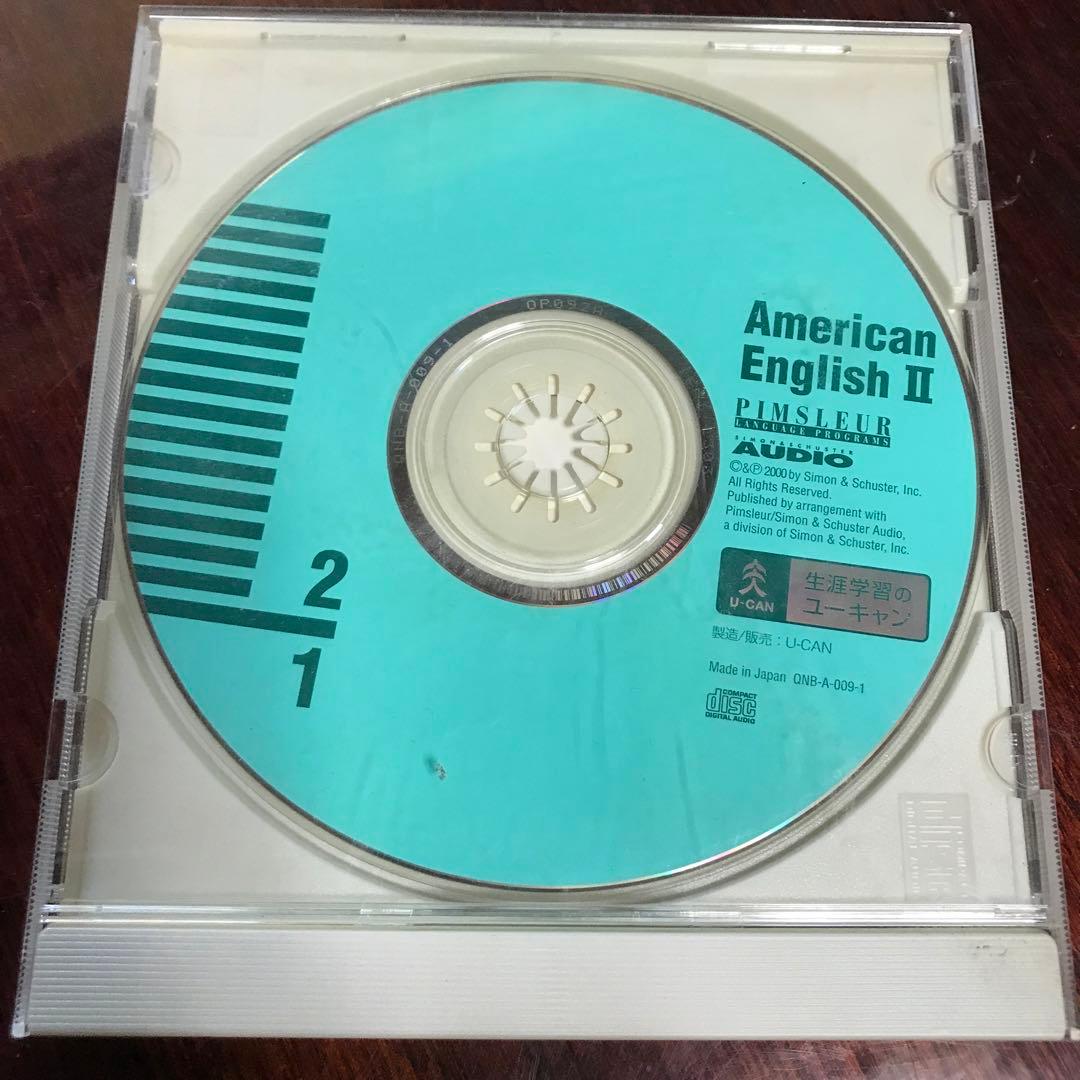 American
English II
PIMSLEUR
LANGUAGE PROGRAMS
SIMON & SCHUSTER
AUDIO
©&Ⓟ 2000 by Simon & Schuster, Inc.
All Rights Reserved.
Published by arrangement with
Pimsleur/Simon & Schuster Audio,
a division of Simon & Schuster, Inc.
U-CAN
生涯学習の
ユーキャン
製造/販売：U-CAN
Made in Japan QNB-A-009-1
COMPACT
disc
DIGITAL AUDIO
2
1
QNB-A-009-1